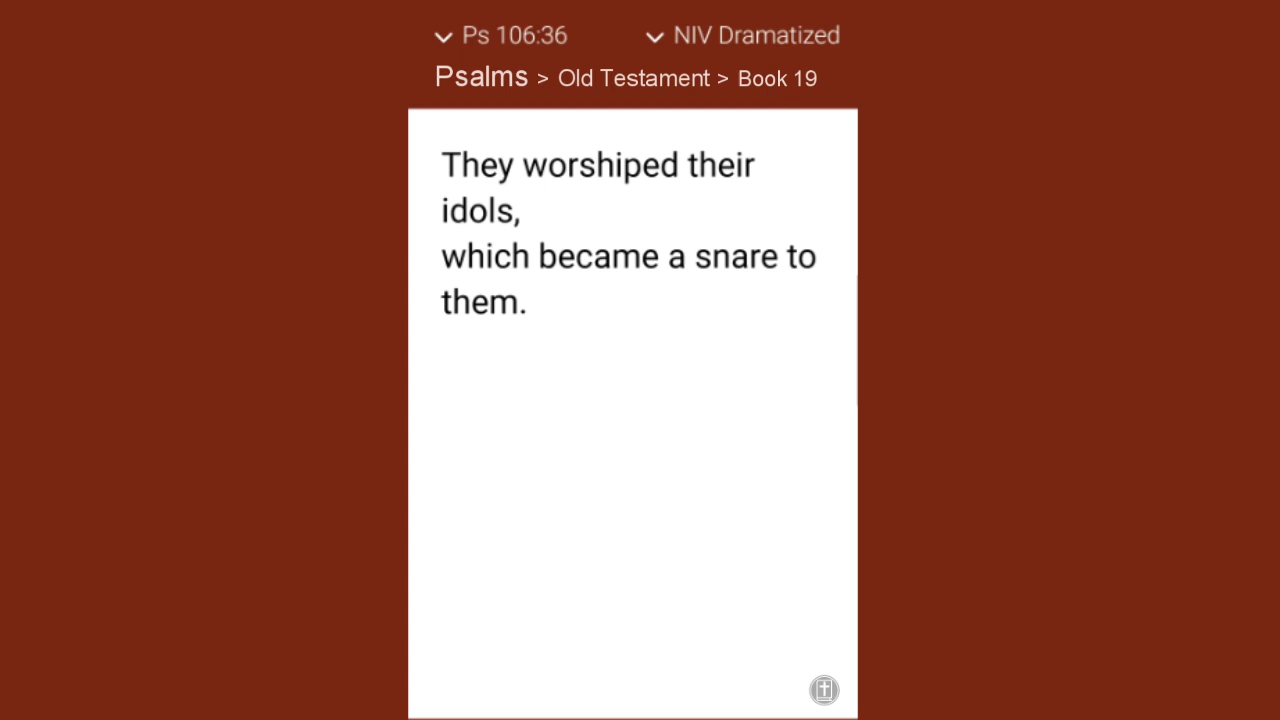 Ps 106:36 NIV Dramatized
Psalms > Old Testament > Book 19
They worshiped their
idols,
which became a snare to
them.